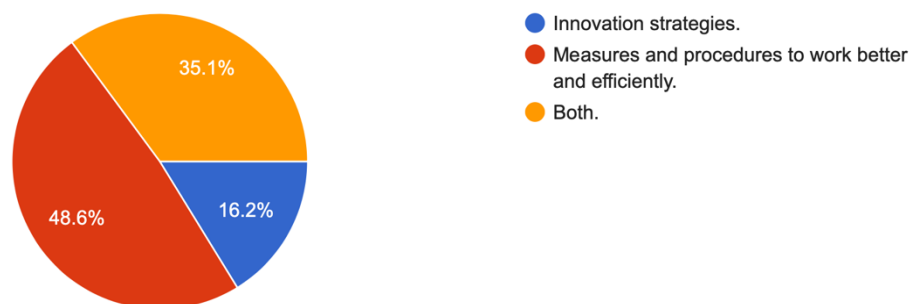 35.1%
48.6%
16.2%
Innovation strategies.
Measures and procedures to work better
and efficiently.
Both.